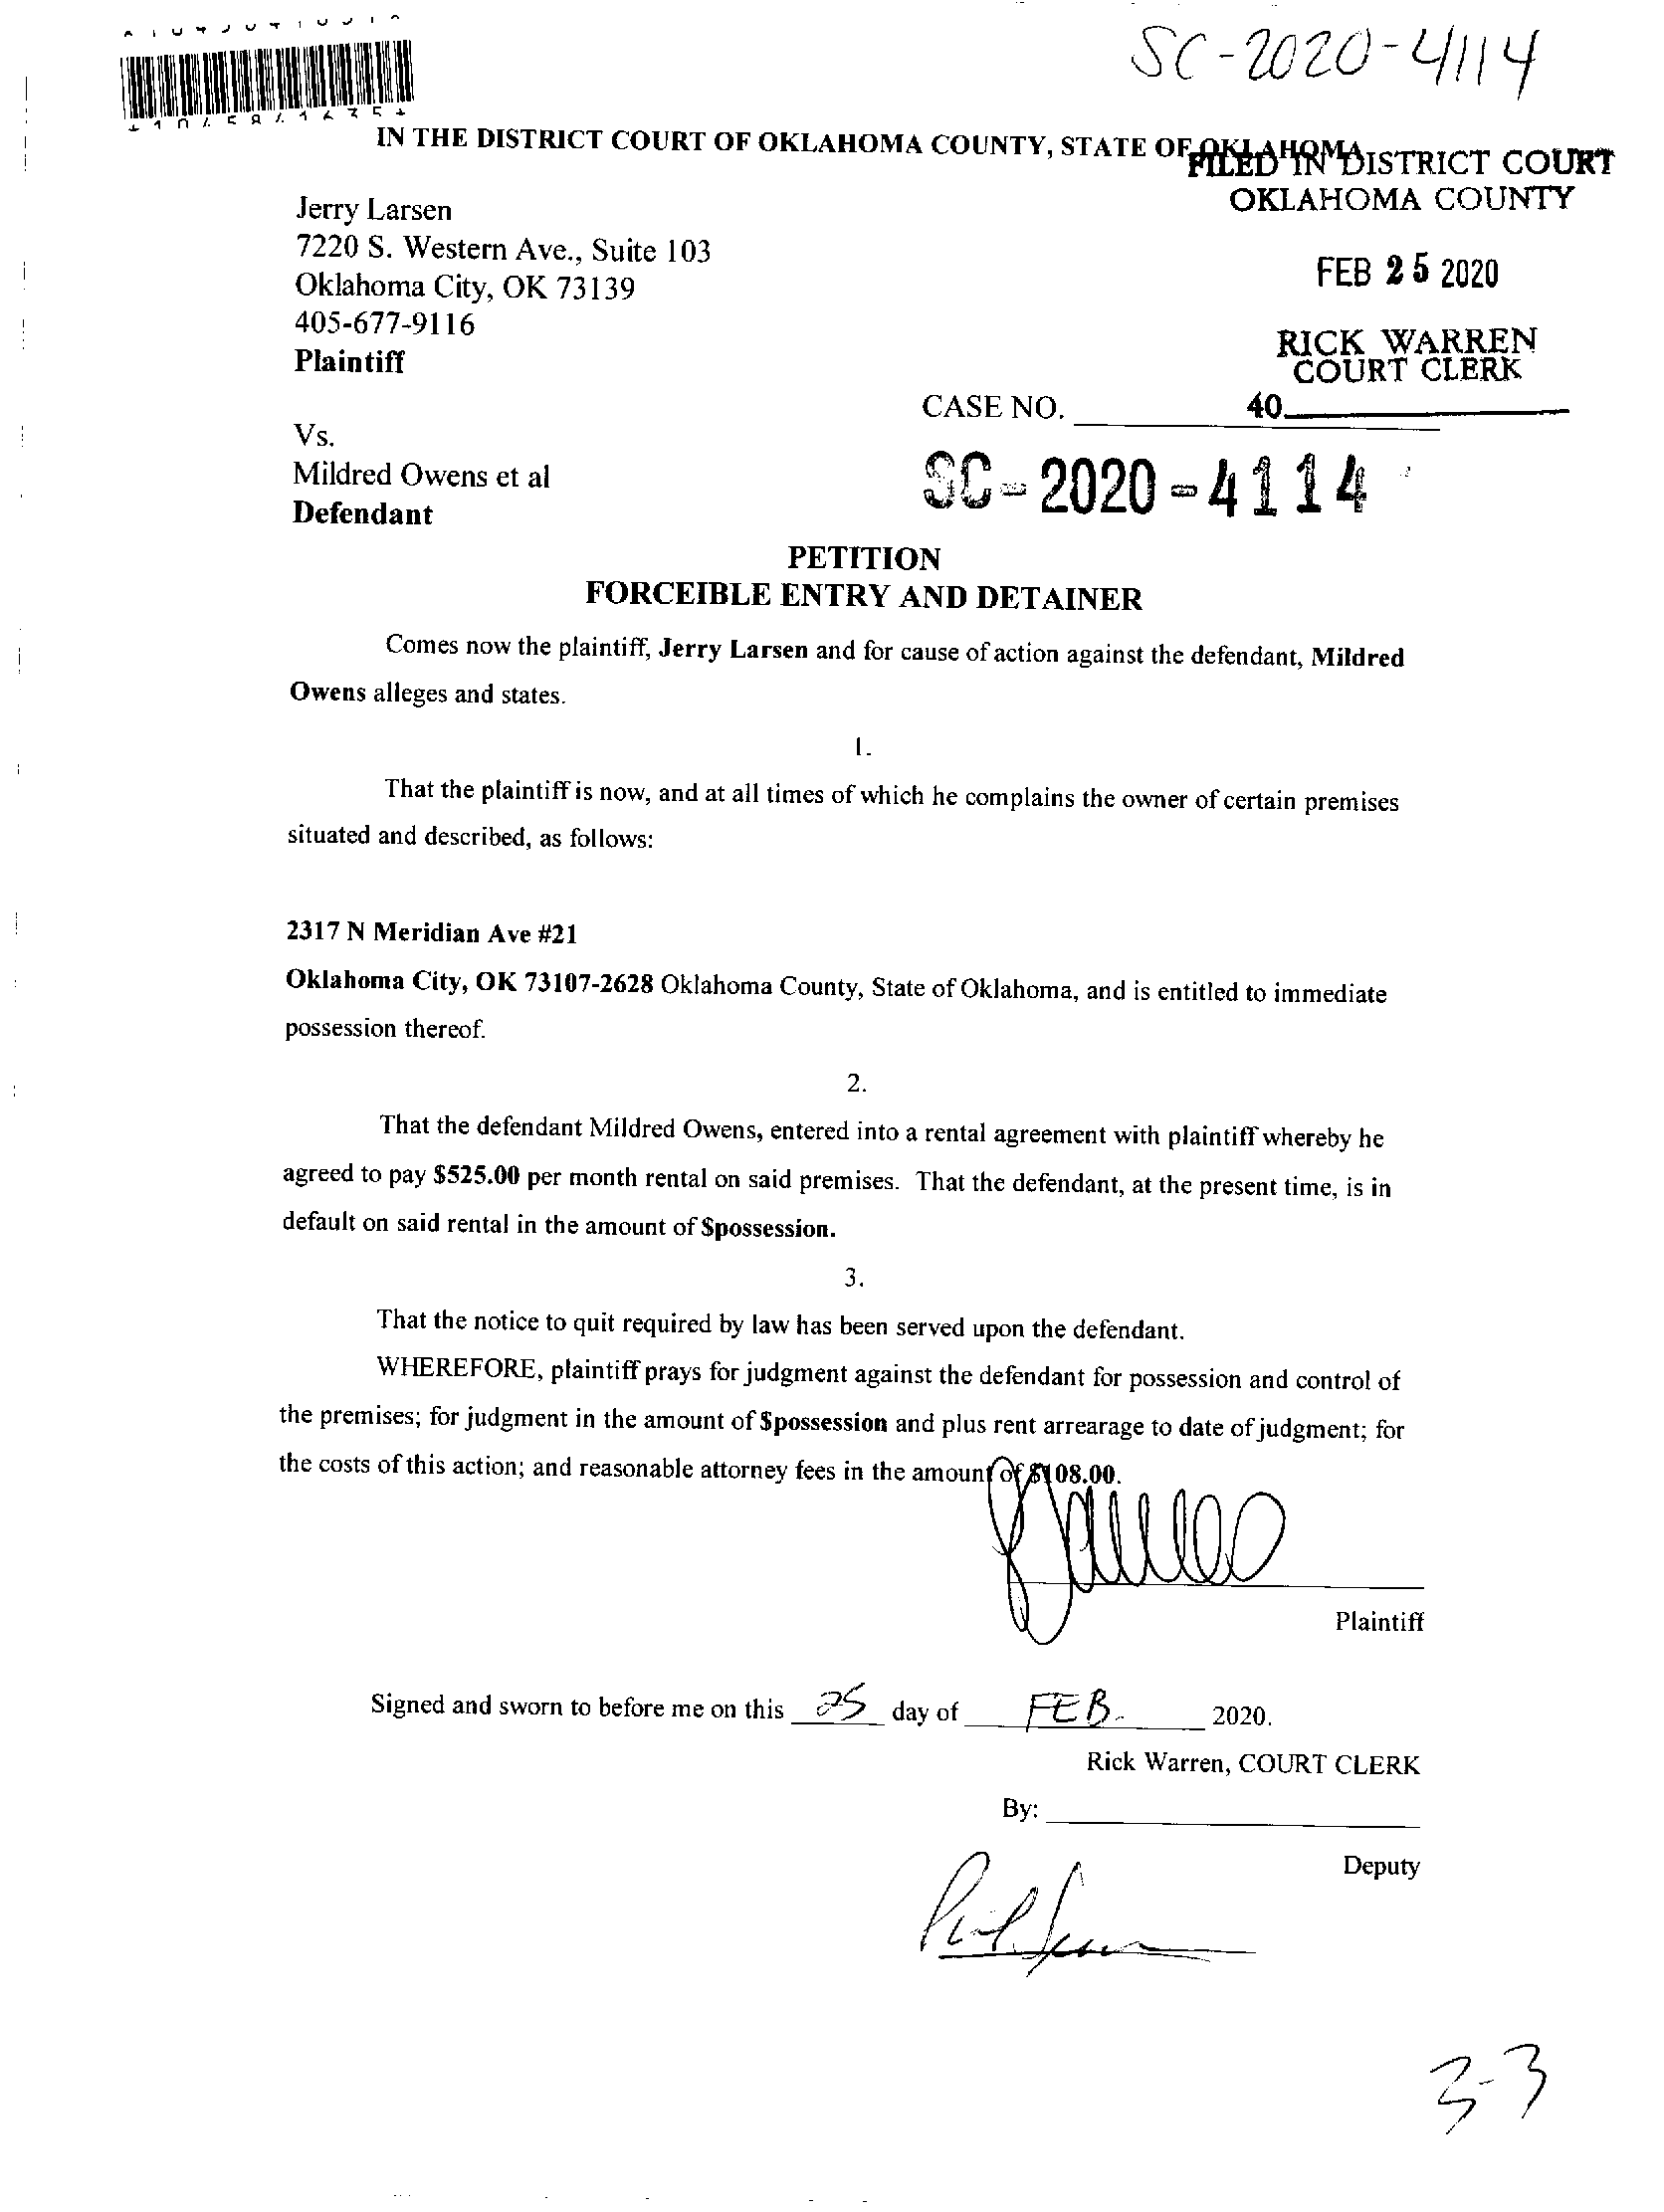 SC-2020-4114
IN THE DISTRICT COURT OF OKLAHOMA COUNTY, STATE OF OKLAHOMA
FILED IN DISTRICT COURT
OKLAHOMA COUNTY
Jerry Larsen
7220 S. Western Ave., Suite 103
Oklahoma City, OK 73139
405-677-9116
Plaintiff
FEB 25 2020
RICK WARREN
COURT CLERK
40
CASE NO.
Vs.
Mildred Owens et al
Defendant
SC-2020-4114
PETITION
FORCEIBLE ENTRY AND DETAINER
Comes now the plaintiff, Jerry Larsen and for cause of action against the defendant, Mildred
Owens alleges and states.
1.
That the plaintiff is now, and at all times of which he complains the owner of certain premises
situated and described, as follows:
2317 N Meridian Ave #21
Oklahoma City, OK 73107-2628 Oklahoma County, State of Oklahoma, and is entitled to immediate
possession thereof.
2.
That the defendant Mildred Owens, entered into a rental agreement with plaintiff whereby he
agreed to pay $525.00 per month rental on said premises. That the defendant, at the present time, is in
default on said rental in the amount of $possession.
3.
That the notice to quit required by law has been served upon the defendant.
WHEREFORE, plaintiff prays for judgment against the defendant for possession and control of
the premises; for judgment in the amount of $possession and plus rent arrearage to date of judgment; for
the costs of this action; and reasonable attorney fees in the amount of $108.00.
Plaintiff
Signed and sworn to before me on this 25 day of FEB. 2020.
Rick Warren, COURT CLERK
By:
Deputy
3-3